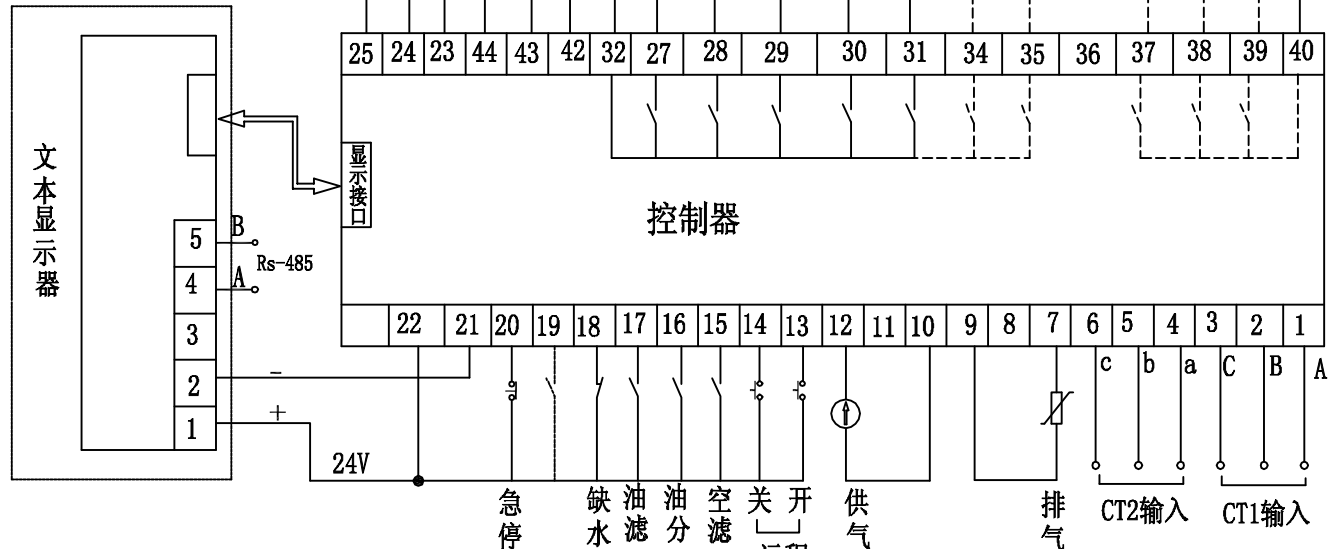 25 24 23 44 43 42 32 27 28 29 30 31 34 35 36 37 38 39 40
文本显示器
显示接口
控制器
5 B
Rs-485
4 A
3
2 -
1 +
24V
22 21 20 19 18 17 16 15 14 13 12 11 10 9 8 7 6 5 4 3 2 1
c b a C B A
急停
缺水
油滤
油分
空滤
关 开
供气
排气
CT2输入
CT1输入